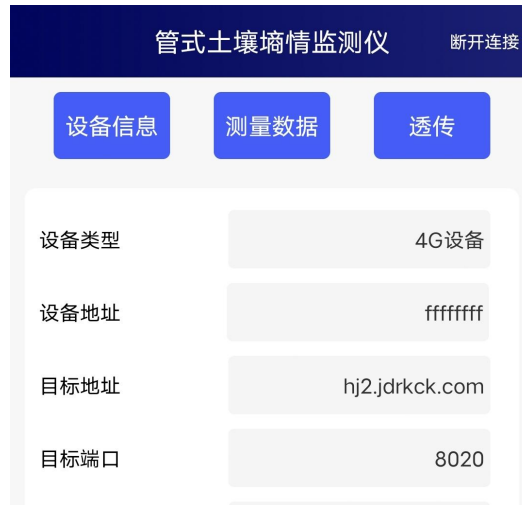 管式土壤墒情监测仪 断开连接
设备信息 测量数据 透传
设备类型 4G设备
设备地址 ffffffff
目标地址 hj2.jdrkck.com
目标端口 8020